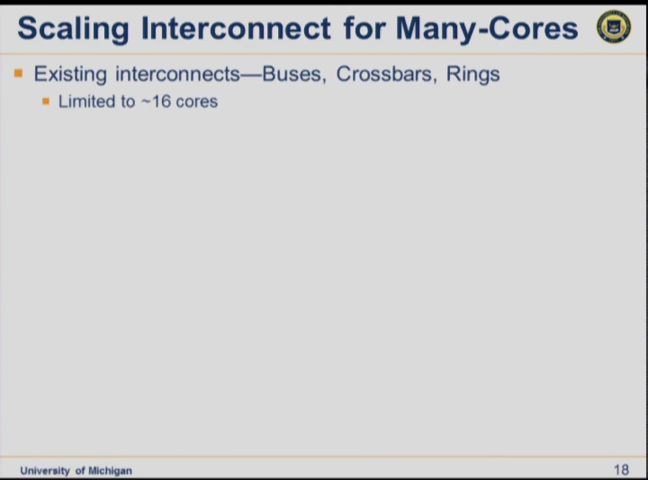 Scaling Interconnect for Many-Cores
Existing interconnects—Buses, Crossbars, Rings
Limited to ~16 cores
University of Michigan
18